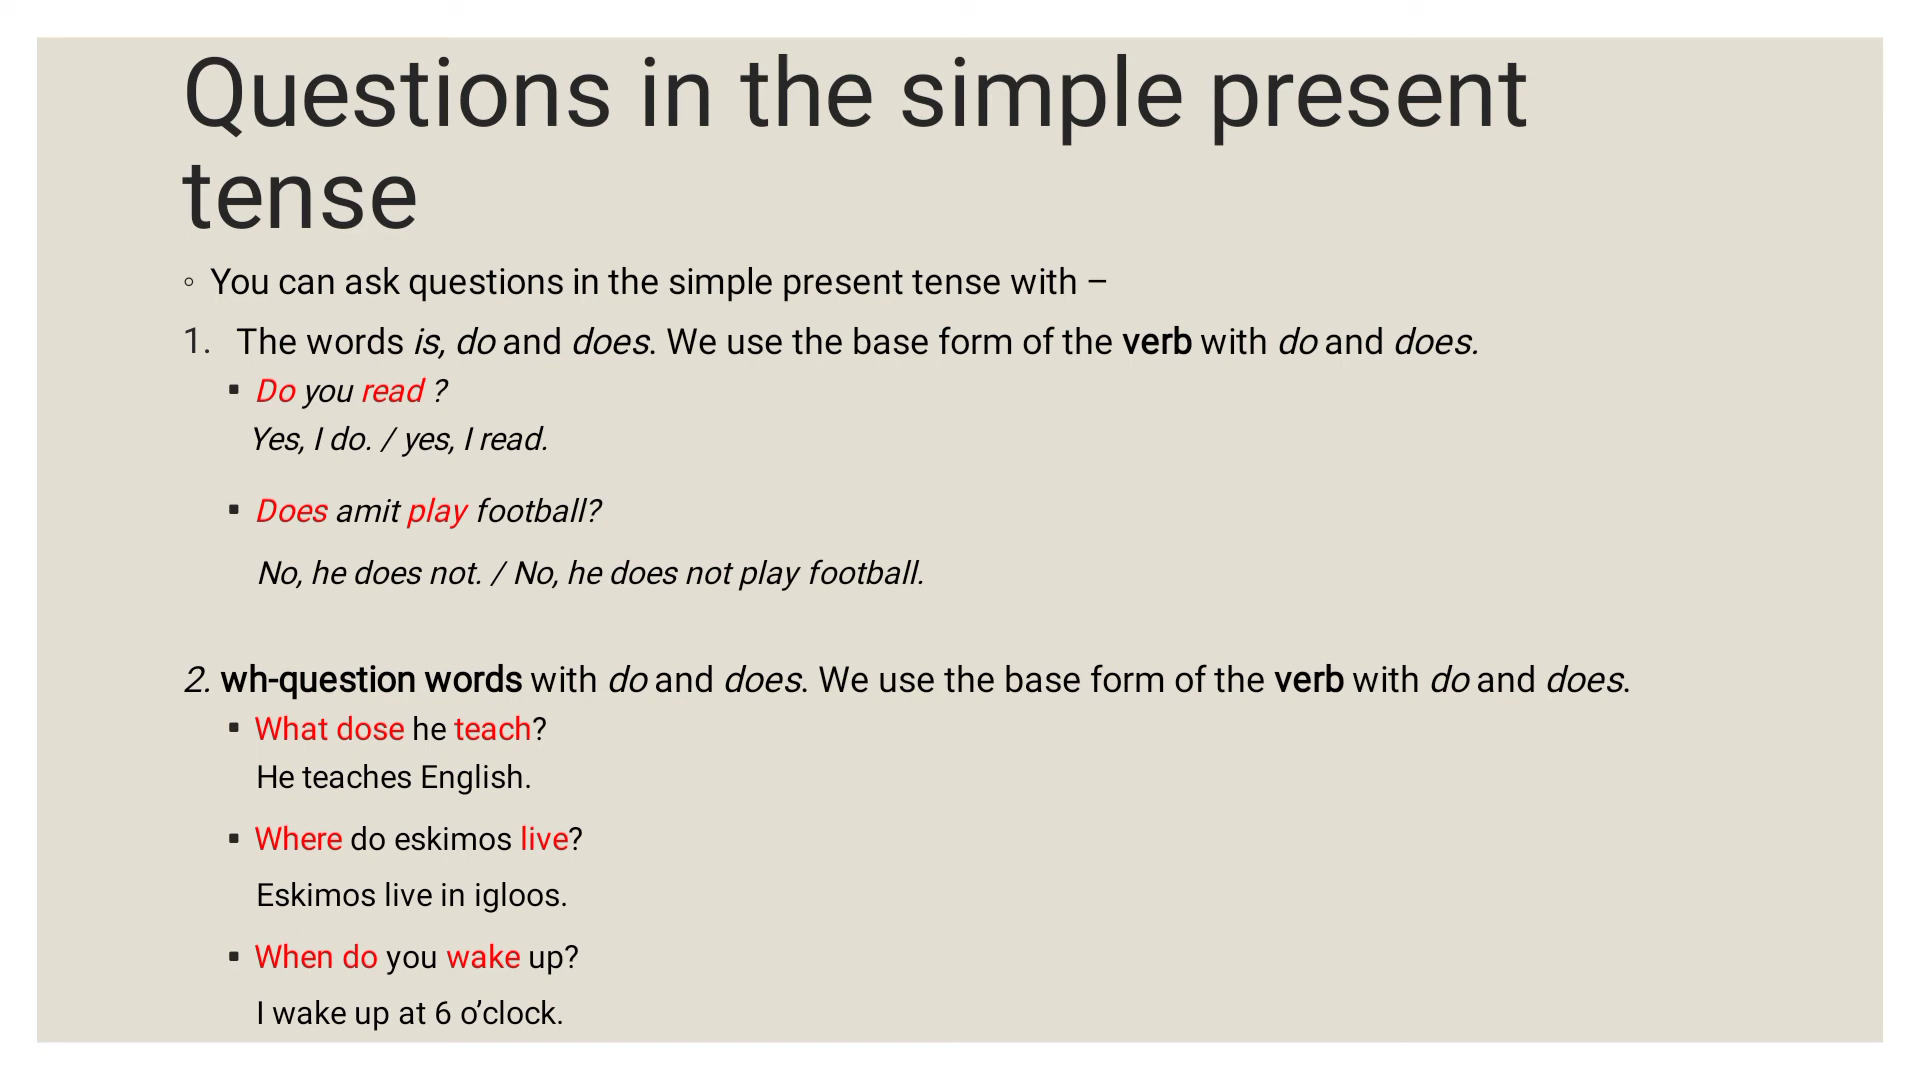 Questions in the simple present
tense
◦ You can ask questions in the simple present tense with –
1. The words is, do and does. We use the base form of the verb with do and does.
▪ Do you read ?
Yes, I do. / yes, I read.
▪ Does amit play football?
No, he does not. / No, he does not play football.
2. wh-question words with do and does. We use the base form of the verb with do and does.
▪ What dose he teach?
He teaches English.
▪ Where do eskimos live?
Eskimos live in igloos.
▪ When do you wake up?
I wake up at 6 o’clock.